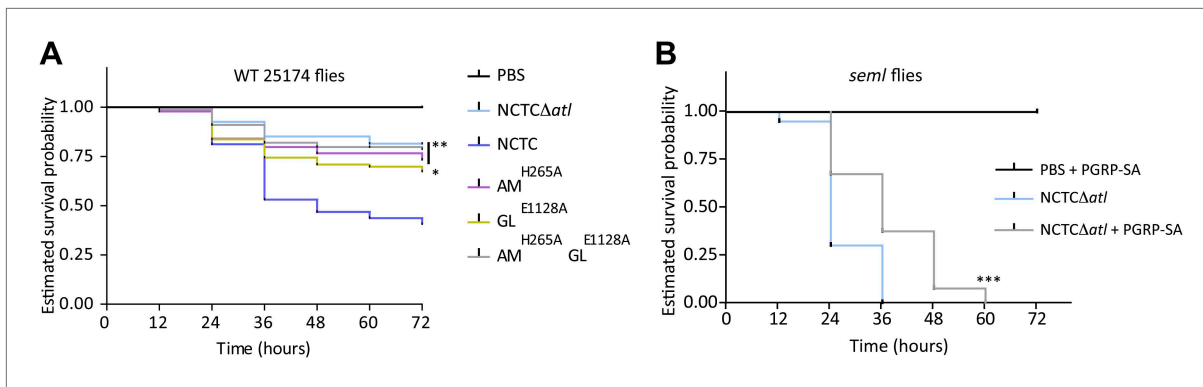 A
WT 25174 flies
Estimated survival probability
1.00
0.75
0.50
0.25
0.00
0 12 24 36 48 60 72
Time (hours)
**
*
PBS
NCTCΔatl
NCTC
AM H265A
GL E1128A
AM H265A GL E1128A
B
seml flies
Estimated survival probability
1.00
0.75
0.50
0.25
0.00
0 12 24 36 48 60 72
Time (hours)
***
PBS + PGRP-SA
NCTCΔatl
NCTCΔatl + PGRP-SA